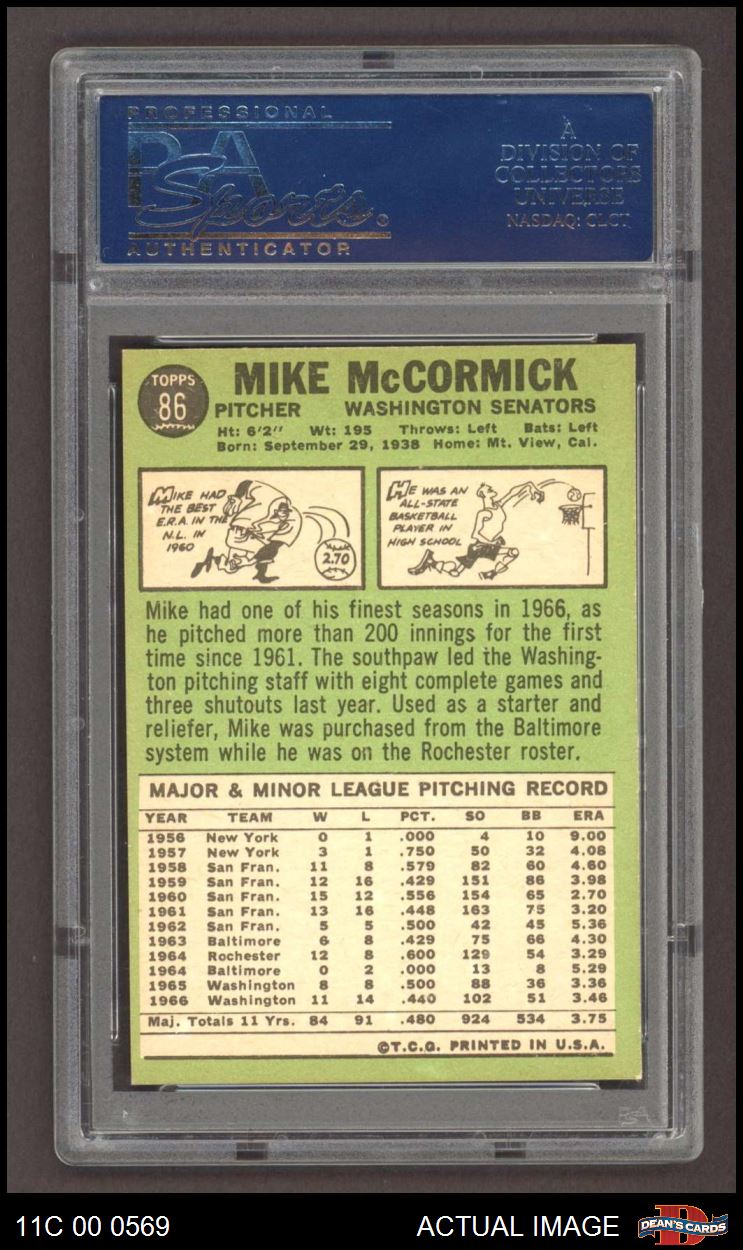 PROFESSIONAL
PSA
Sports ®
AUTHENTICATOR
A
DIVISION OF
COLLECTORS
UNIVERSE
NASDAQ: CLCT
TOPPS
86
MIKE McCORMICK
PITCHER WASHINGTON SENATORS
Ht: 6'2" Wt: 195 Throws: Left Bats: Left
Born: September 29, 1938 Home: Mt. View, Cal.
MIKE HAD
THE BEST
E.R.A. IN THE
N.L. IN
1960
2.70
HE WAS AN
ALL-STATE
BASKETBALL
PLAYER IN
HIGH SCHOOL
Mike had one of his finest seasons in 1966, as
he pitched more than 200 innings for the first
time since 1961. The southpaw led the Washing-
ton pitching staff with eight complete games and
three shutouts last year. Used as a starter and
reliefer, Mike was purchased from the Baltimore
system while he was on the Rochester roster.
MAJOR & MINOR LEAGUE PITCHING RECORD
YEAR TEAM W L PCT. SO BB ERA
1956 New York 0 1 .000 4 10 9.00
1957 New York 3 1 .750 50 32 4.08
1958 San Fran. 11 8 .579 82 60 4.60
1959 San Fran. 12 16 .429 151 86 3.98
1960 San Fran. 15 12 .556 154 65 2.70
1961 San Fran. 13 16 .448 163 75 3.20
1962 San Fran. 5 5 .500 42 45 5.36
1963 Baltimore 6 8 .429 75 66 4.30
1964 Rochester 12 8 .600 129 54 3.29
1964 Baltimore 0 2 .000 13 8 5.29
1965 Washington 8 8 .500 88 36 3.36
1966 Washington 11 14 .440 102 51 3.46
Maj. Totals 11 Yrs. 84 91 .480 924 534 3.75
©T.C.G. PRINTED IN U.S.A.
PSA
11C 00 0569 ACTUAL IMAGE
D
DEAN'S CARDS